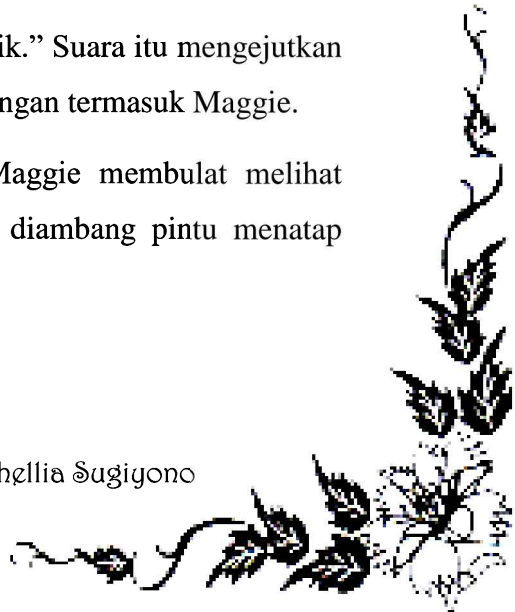 ik.” Suara itu mengejutkan
ngan termasuk Maggie.
Maggie membulat melihat
diambang pintu menatap
hellia Sugiyono